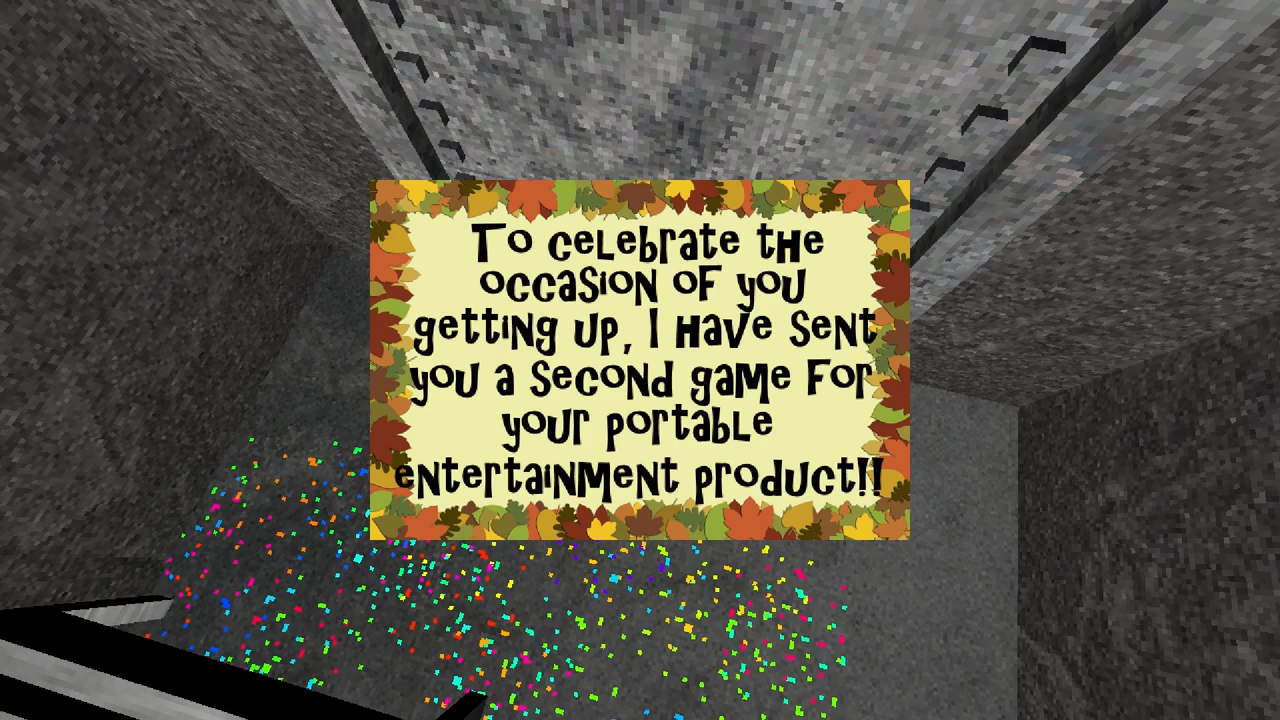 To celebrate the
occasion of you
getting up, I have sent
you a second game for
your portable
entertainment product!!